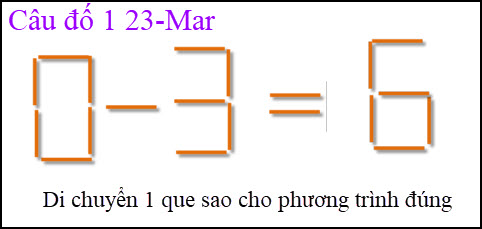 Câu đố 1 23-Mar
0 - 3 = 6
Di chuyển 1 que sao cho phương trình đúng